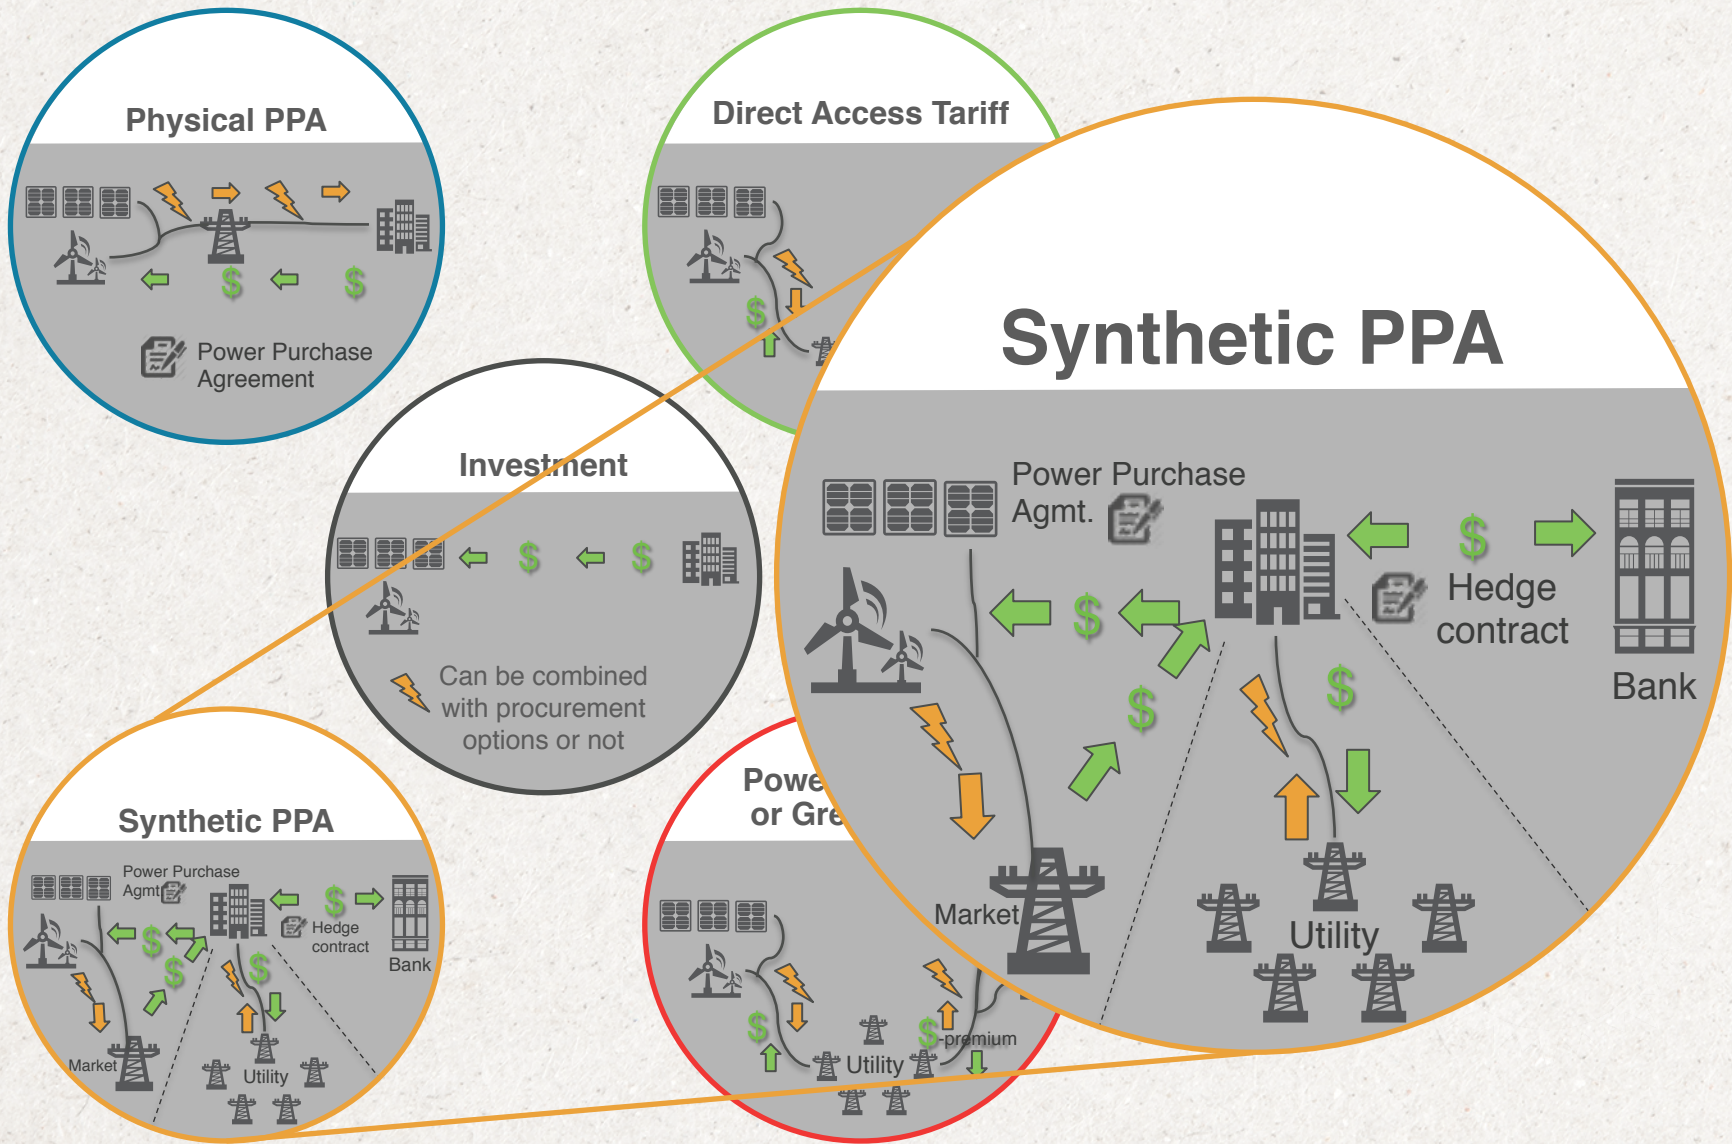 Physical PPA
Power Purchase
Agreement
Direct Access Tariff
Investment
Can be combined
with procurement
options or not
Synthetic PPA
Power Purchase
Agmt.
Hedge
contract
Bank
Market
Utility
Synthetic PPA
Power Purchase
Agmt.
$
$
$
$
Hedge
contract
Bank
Market
Utility
or
Utility
$-premium
$
$
$
$
$
$
$
$
$
$
$
$